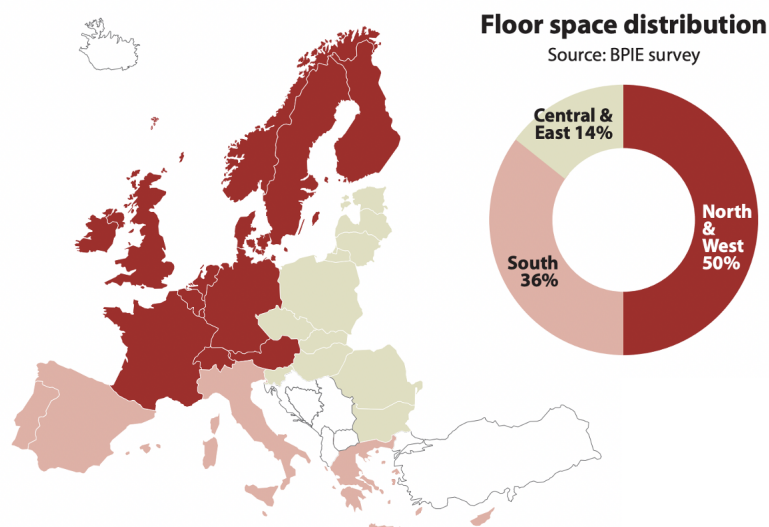 Floor space distribution
Source: BPIE survey
Central &
East 14%
North
&
West
50%
South
36%